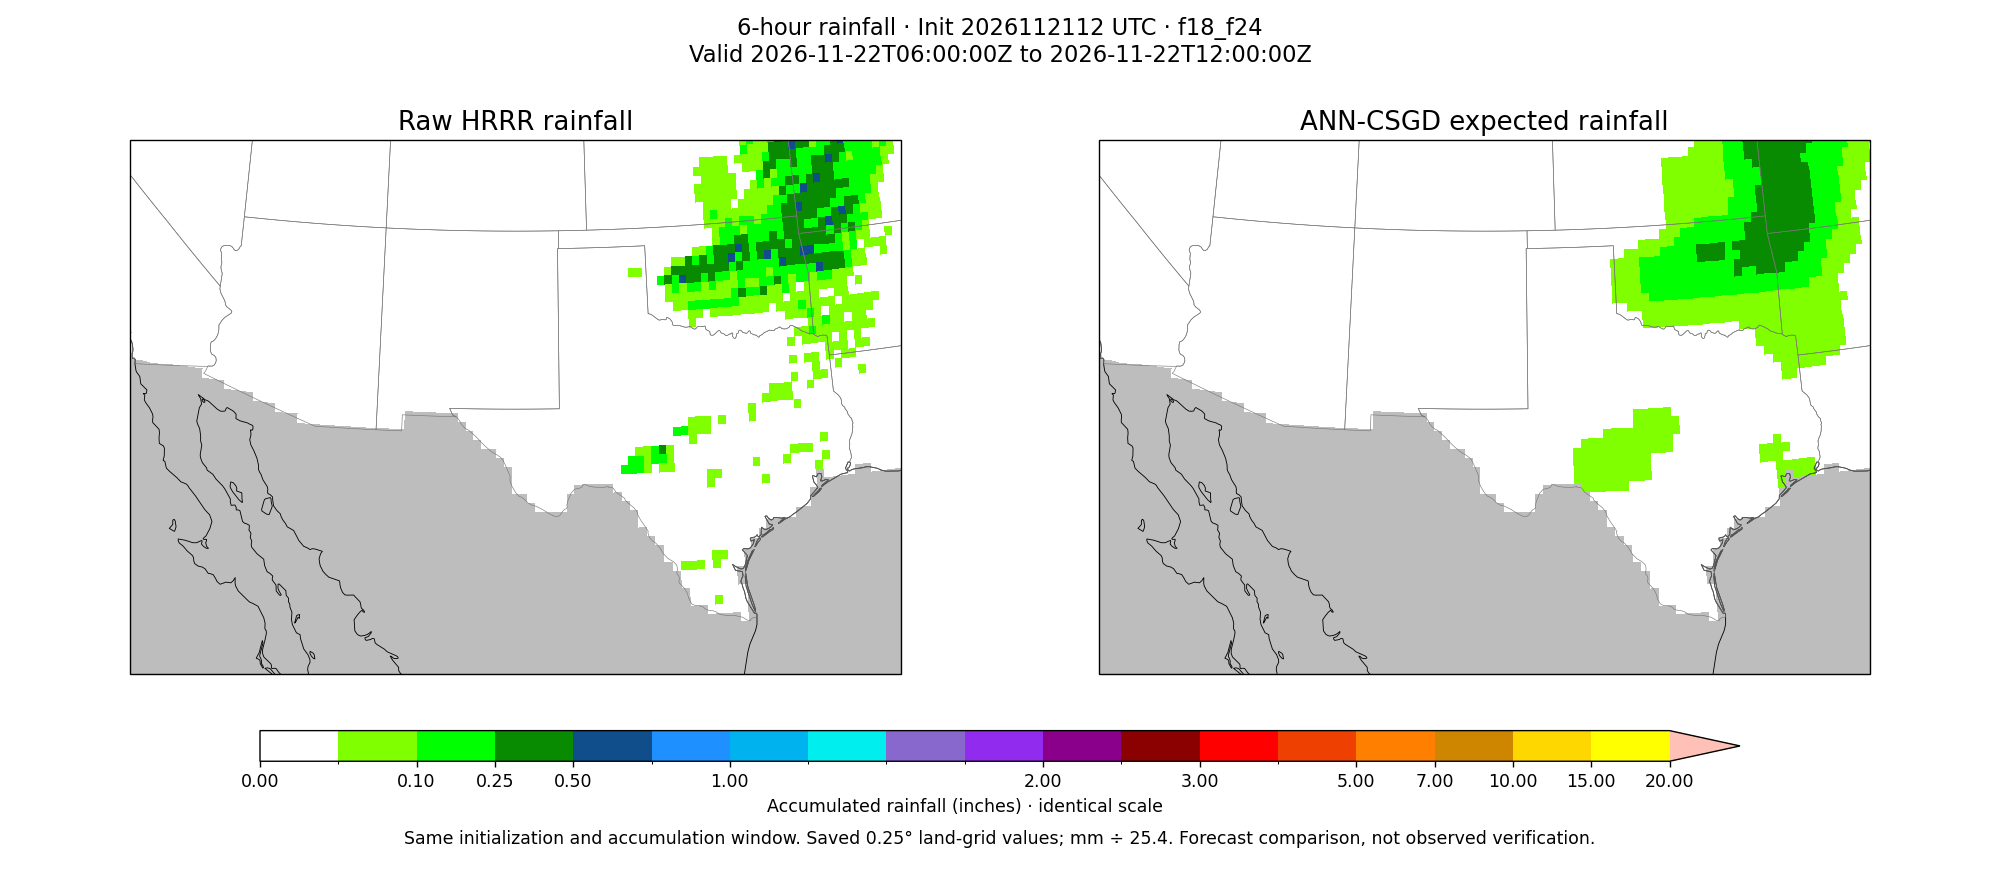 6-hour rainfall · Init 2026112112 UTC · f18_f24
Valid 2026-11-22T06:00:00Z to 2026-11-22T12:00:00Z
Raw HRRR rainfall
ANN-CSGD expected rainfall
0.00 0.10 0.25 0.50 1.00 2.00 3.00 5.00 7.00 10.00 15.00 20.00
Accumulated rainfall (inches) · identical scale
Same initialization and accumulation window. Saved 0.25° land-grid values; mm ÷ 25.4. Forecast comparison, not observed verification.